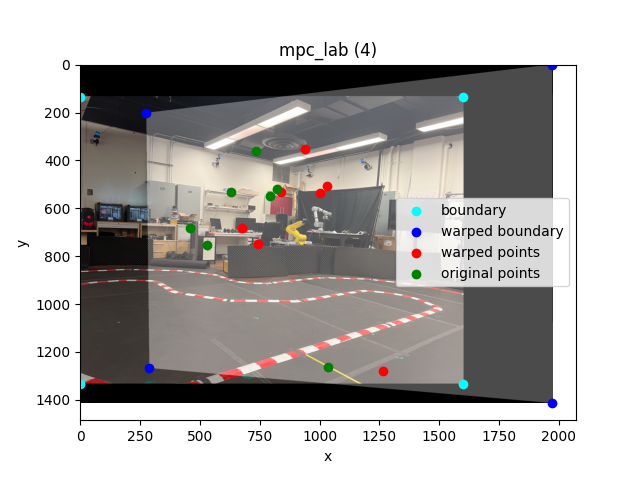 mpc_lab (4)
0
200
400
600
800
1000
1200
1400
y
boundary
warped boundary
warped points
original points
0 250 500 750 1000 1250 1500 1750 2000
x